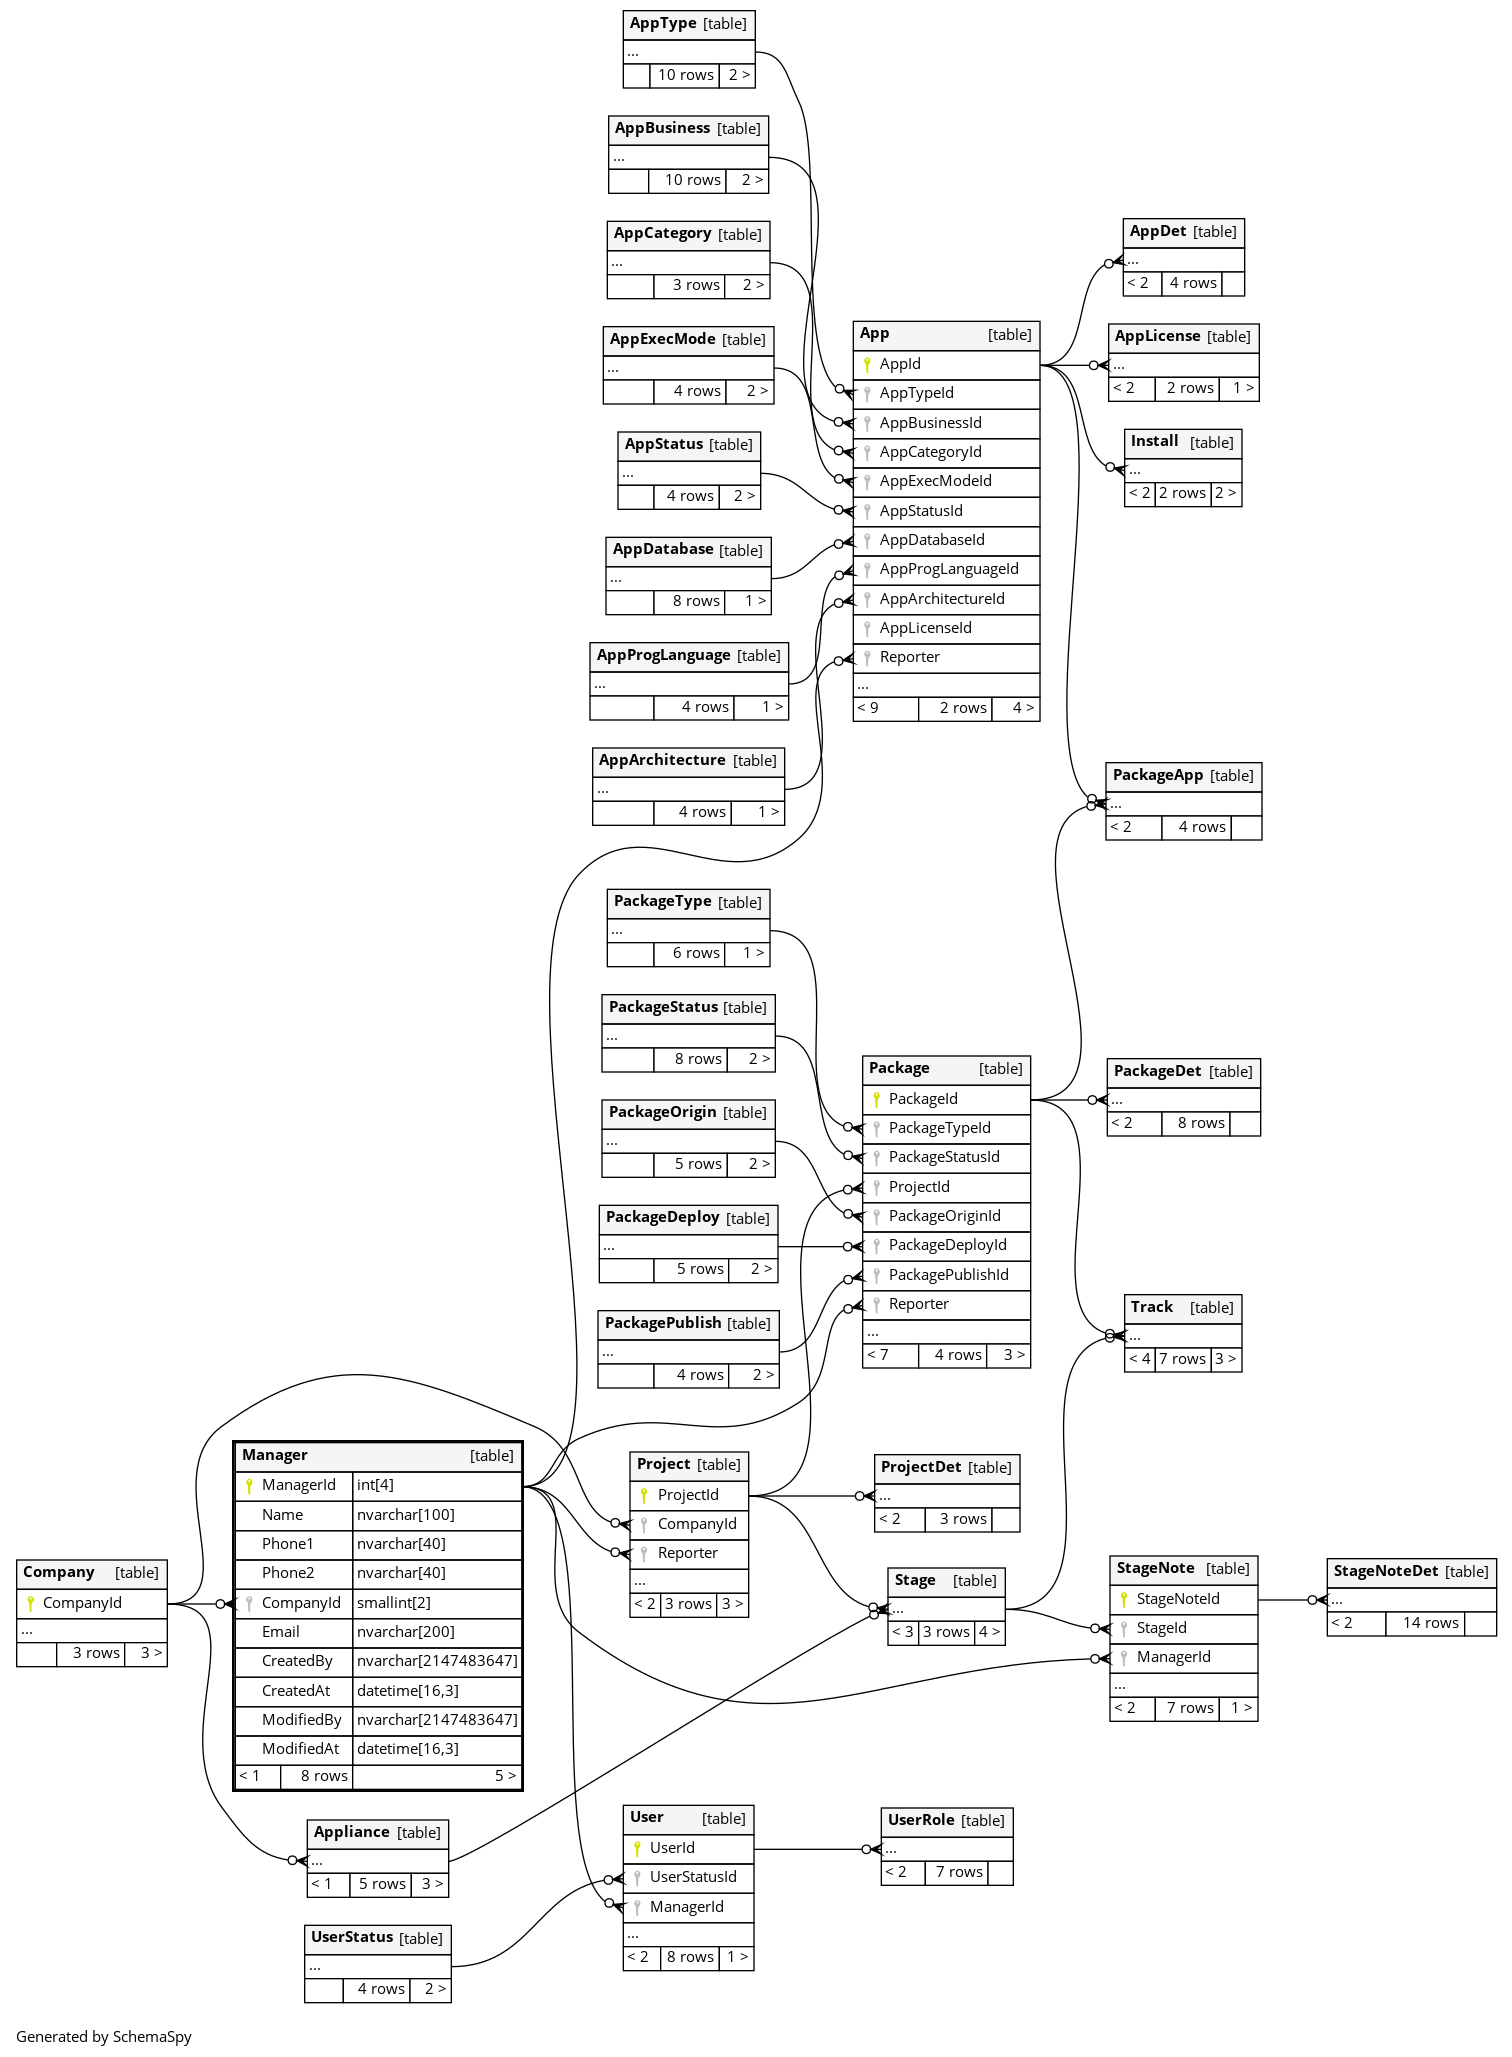 AppType [table]
...
10 rows 2 >
AppBusiness [table]
...
10 rows 2 >
AppCategory [table]
...
3 rows 2 >
AppExecMode [table]
...
4 rows 2 >
AppStatus [table]
...
4 rows 2 >
AppDatabase [table]
...
8 rows 1 >
AppProgLanguage [table]
...
4 rows 1 >
AppArchitecture [table]
...
4 rows 1 >
App [table]
AppId
AppTypeId
AppBusinessId
AppCategoryId
AppExecModeId
AppStatusId
AppDatabaseId
AppProgLanguageId
AppArchitectureId
AppLicenseId
Reporter
...
< 9 2 rows 4 >
AppDet [table]
...
< 2 4 rows
AppLicense [table]
...
< 2 2 rows 1 >
Install [table]
...
< 2 2 rows 2 >
PackageApp [table]
...
< 2 4 rows
PackageType [table]
...
6 rows 1 >
PackageStatus [table]
...
8 rows 2 >
PackageOrigin [table]
...
5 rows 2 >
PackageDeploy [table]
...
5 rows 2 >
PackagePublish [table]
...
4 rows 2 >
Package [table]
PackageId
PackageTypeId
PackageStatusId
ProjectId
PackageOriginId
PackageDeployId
PackagePublishId
Reporter
...
< 7 4 rows 3 >
PackageDet [table]
...
< 2 8 rows
Track [table]
...
< 4 7 rows 3 >
Company [table]
CompanyId
...
3 rows 3 >
Manager [table]
ManagerId int[4]
Name nvarchar[100]
Phone1 nvarchar[40]
Phone2 nvarchar[40]
CompanyId smallint[2]
Email nvarchar[200]
CreatedBy nvarchar[2147483647]
CreatedAt datetime[16,3]
ModifiedBy nvarchar[2147483647]
ModifiedAt datetime[16,3]
< 1 8 rows 5 >
Project [table]
ProjectId
CompanyId
Reporter
...
< 2 3 rows 3 >
ProjectDet [table]
...
< 2 3 rows
Stage [table]
...
< 3 3 rows 4 >
StageNote [table]
StageNoteId
StageId
ManagerId
...
< 2 7 rows 1 >
StageNoteDet [table]
...
< 2 14 rows
Appliance [table]
...
< 1 5 rows 3 >
UserStatus [table]
...
4 rows 2 >
User [table]
UserId
UserStatusId
ManagerId
...
< 2 8 rows 1 >
UserRole [table]
...
< 2 7 rows
Generated by SchemaSpy